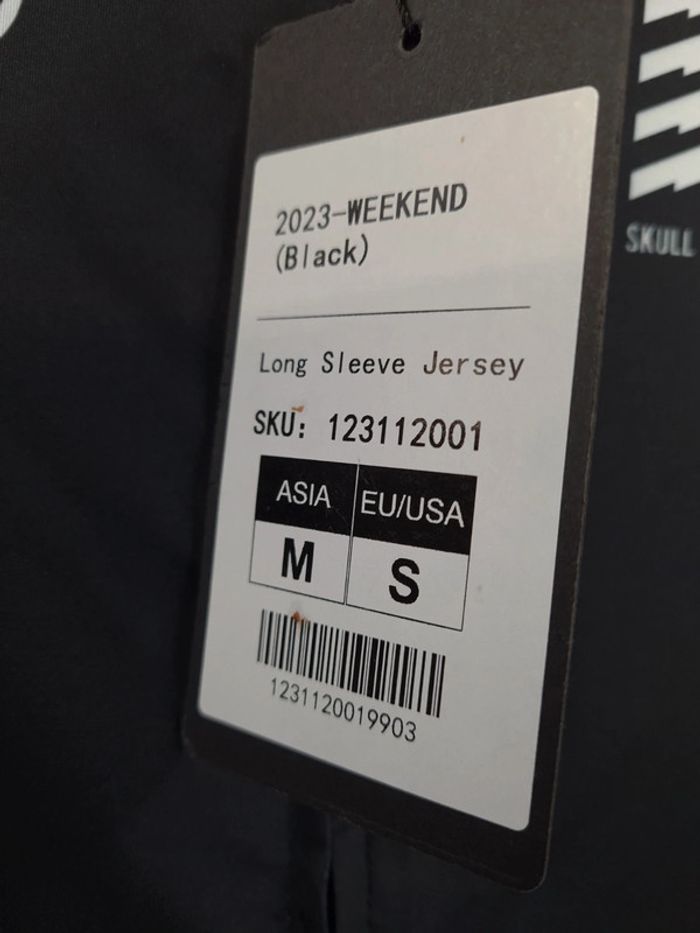 2023-WEEKEND
(Black)
Long Sleeve Jersey
SKU: 123112001
ASIA EU/USA
M S
1231120019903
SKULL